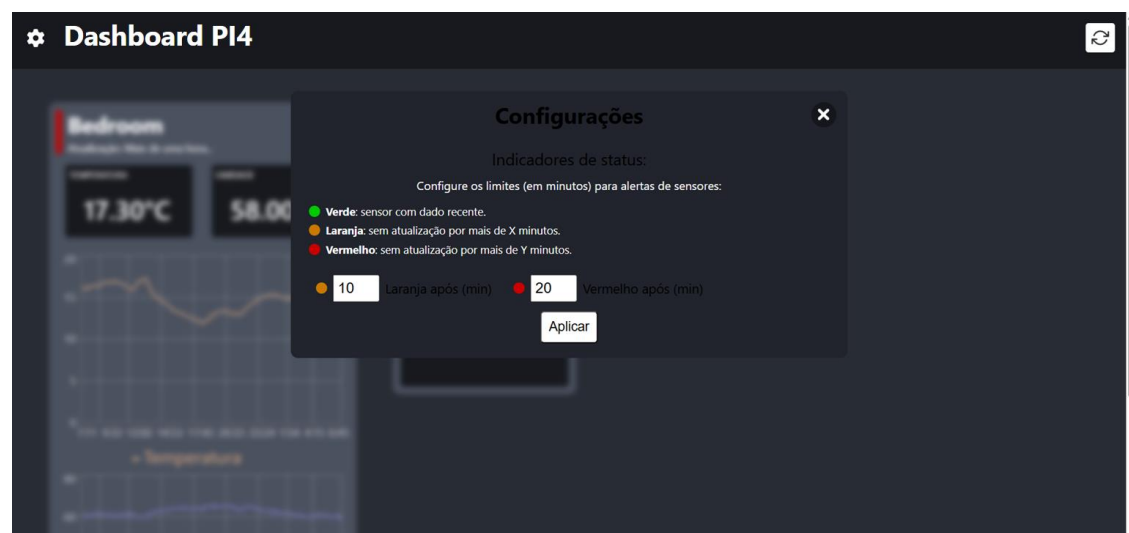 Dashboard PI4
Bedroom
17.30°C
58.00
Temperatura
Configurações
Indicadores de status:
Configure os limites (em minutos) para alertas de sensores:
Verde: sensor com dado recente.
Laranja: sem atualização por mais de X minutos.
Vermelho: sem atualização por mais de Y minutos.
10 Laranja após (min) 20 Vermelho após (min)
Aplicar